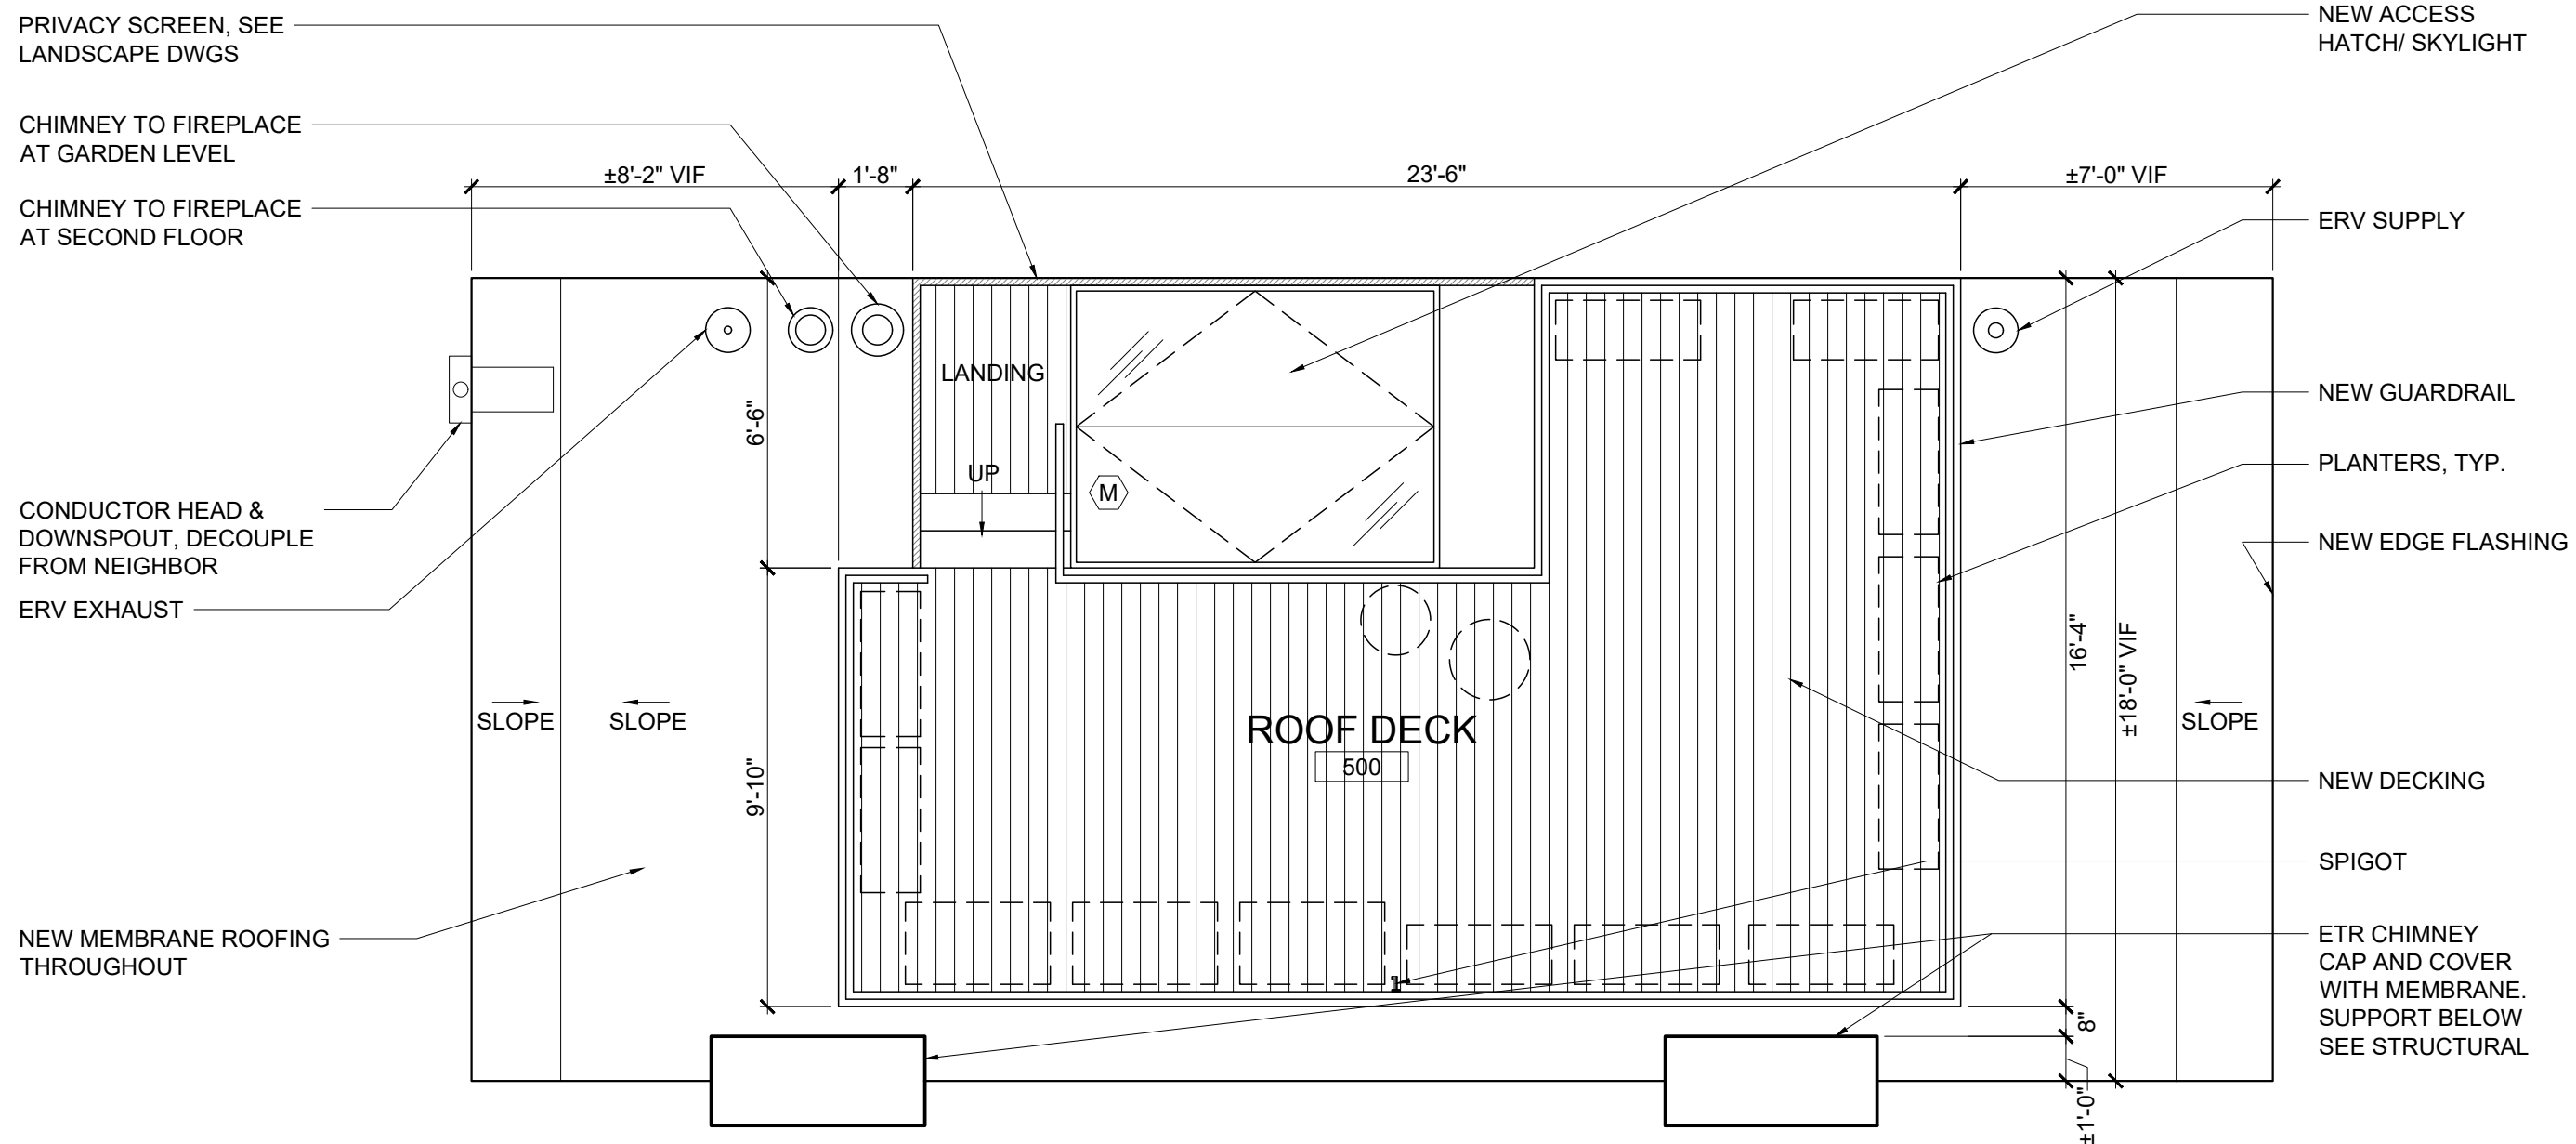 PRIVACY SCREEN, SEE
LANDSCAPE DWGS
CHIMNEY TO FIREPLACE
AT GARDEN LEVEL
CHIMNEY TO FIREPLACE
AT SECOND FLOOR
CONDUCTOR HEAD &
DOWNSPOUT, DECOUPLE
FROM NEIGHBOR
ERV EXHAUST
NEW MEMBRANE ROOFING
THROUGHOUT
±8'-2" VIF
1'-8"
23'-6"
±7'-0" VIF
6'-6"
9'-10"
LANDING
UP
M
SLOPE
SLOPE
ROOF DECK
500
SLOPE
16'-4"
±18'-0" VIF
8"
±1'-0"
NEW ACCESS
HATCH/ SKYLIGHT
ERV SUPPLY
NEW GUARDRAIL
PLANTERS, TYP.
NEW EDGE FLASHING
NEW DECKING
SPIGOT
ETR CHIMNEY
CAP AND COVER
WITH MEMBRANE.
SUPPORT BELOW
SEE STRUCTURAL